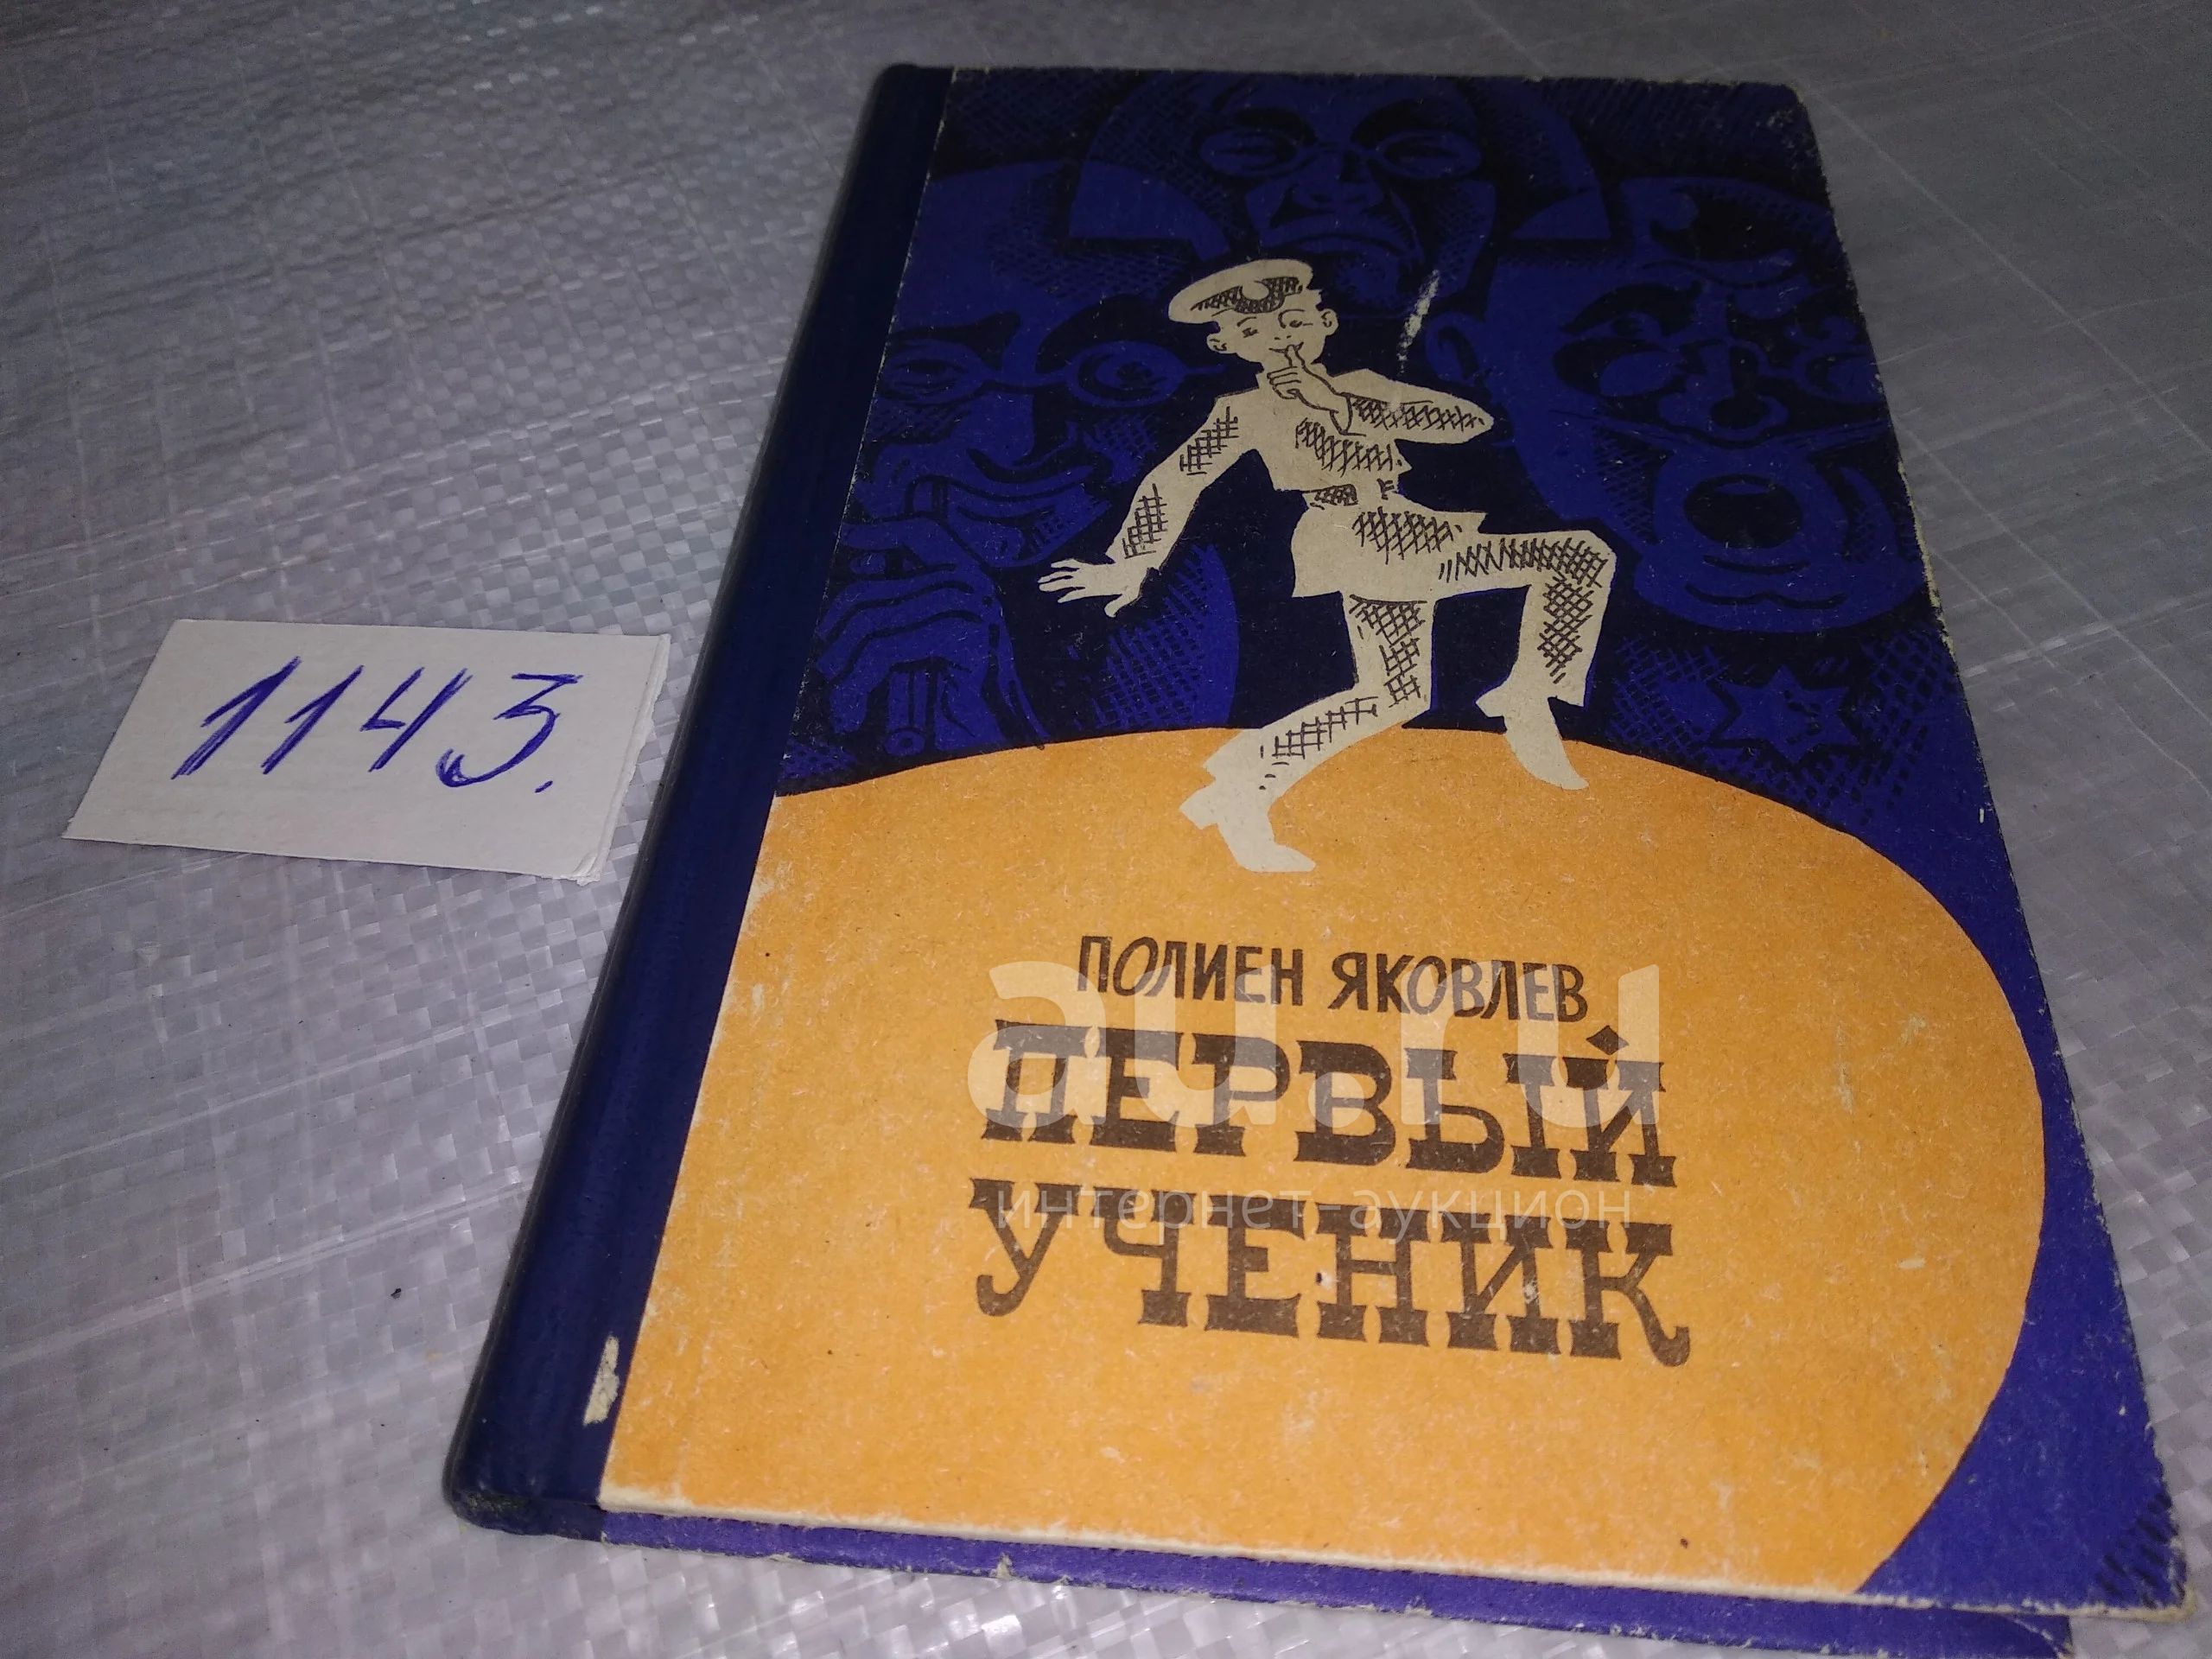 1143.
ПОЛИЕН ЯКОВЛЕВ
au.ru
ПЕРВЫЙ
интернет-аукцион
УЧЕНИК